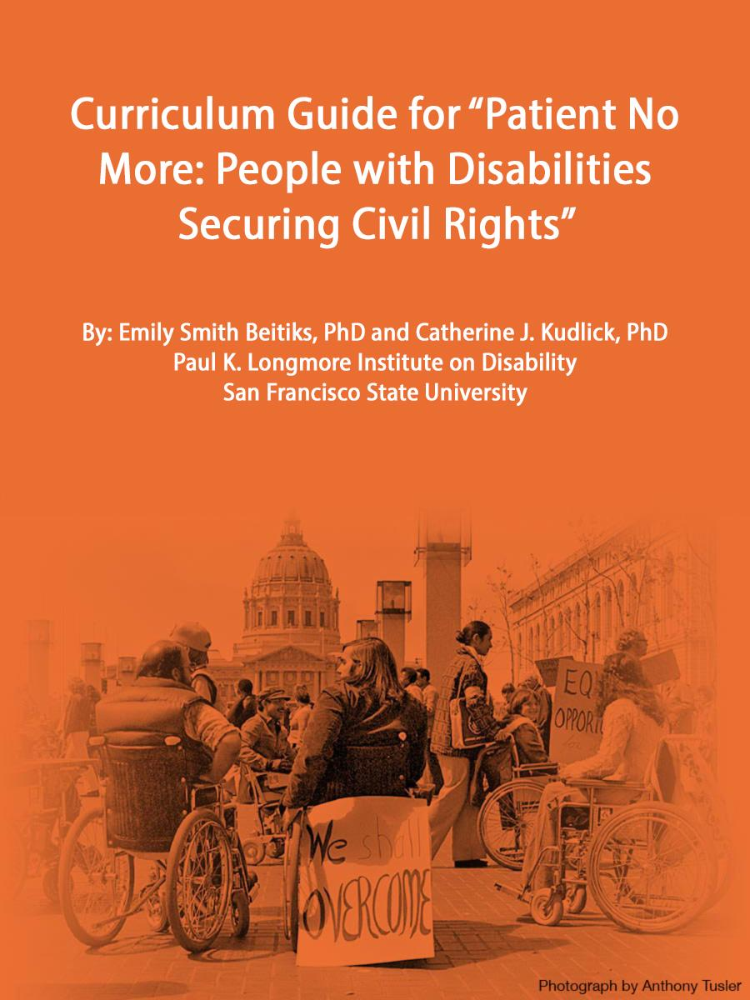 Curriculum Guide for “Patient No
More: People with Disabilities
Securing Civil Rights”
By: Emily Smith Beitiks, PhD and Catherine J. Kudlick, PhD
Paul K. Longmore Institute on Disability
San Francisco State University
EQ
OPPORT
We shall
OVERCOME
Photograph by Anthony Tusler